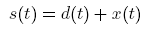 s(t) = d(t) + x(t)